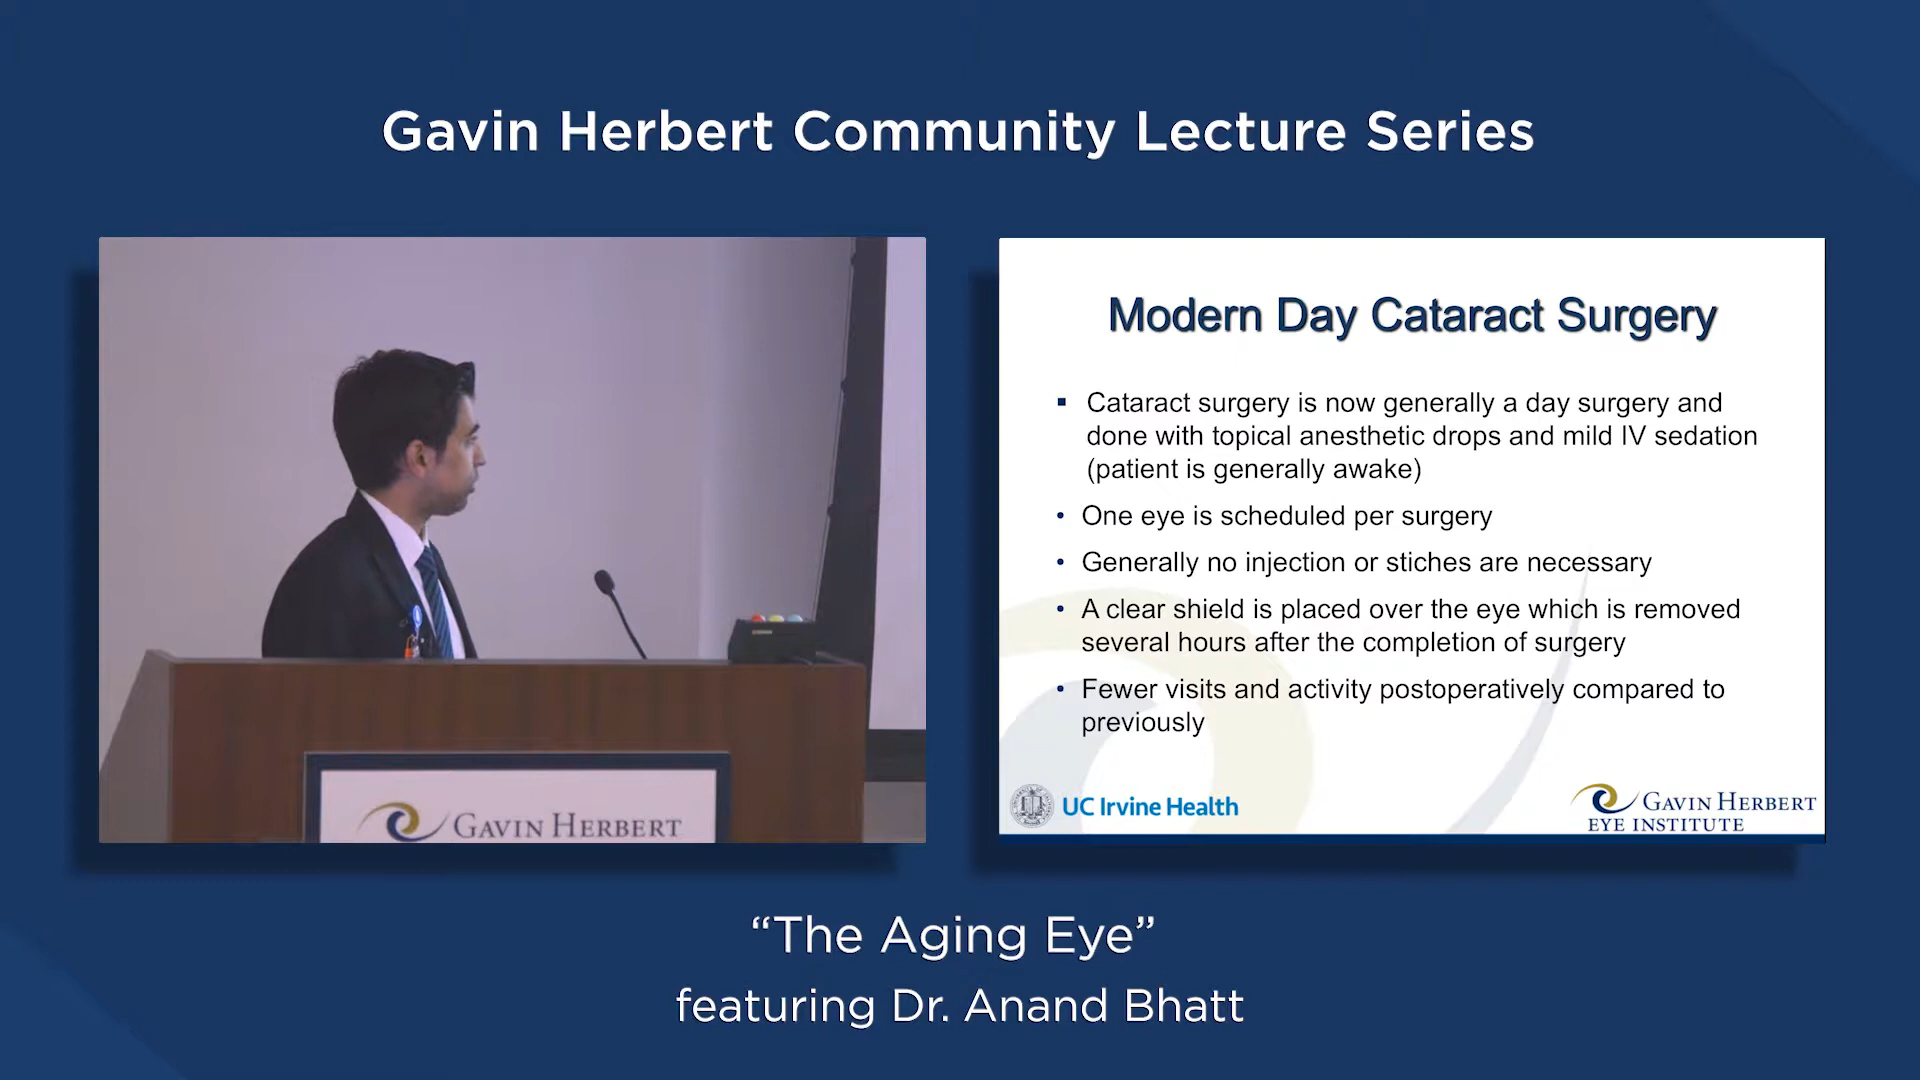 Gavin Herbert Community Lecture Series
GAVIN HERBERT
Modern Day Cataract Surgery
▪ Cataract surgery is now generally a day surgery and
done with topical anesthetic drops and mild IV sedation
(patient is generally awake)
• One eye is scheduled per surgery
• Generally no injection or stiches are necessary
• A clear shield is placed over the eye which is removed
several hours after the completion of surgery
• Fewer visits and activity postoperatively compared to
previously
UC Irvine Health
GAVIN HERBERT
EYE INSTITUTE
“The Aging Eye”
featuring Dr. Anand Bhatt